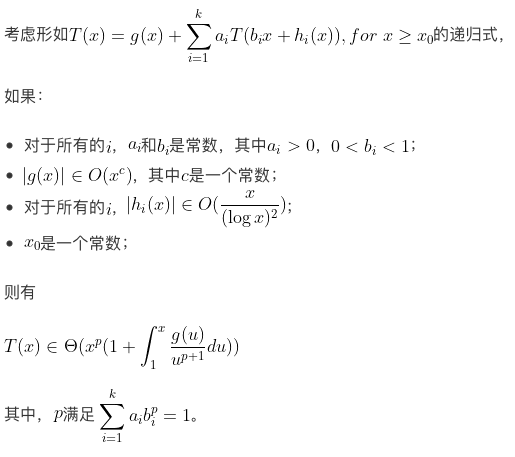 考虑形如$T(x) = g(x) + \sum_{i=1}^{k} a_i T(b_i x + h_i(x)), for\ x \geq x_0$的递归式，
如果：
• 对于所有的$i$，$a_i$和$b_i$是常数，其中$a_i > 0$，$0 < b_i < 1$；
• $|g(x)| \in O(x^c)$，其中$c$是一个常数；
• 对于所有的$i$，$|h_i(x)| \in O(\frac{x}{(\log x)^2})$；
• $x_0$是一个常数；
则有
$T(x) \in \Theta(x^p(1 + \int_1^x \frac{g(u)}{u^{p+1}} du))$
其中，$p$满足$\sum_{i=1}^{k} a_i b_i^p = 1$。